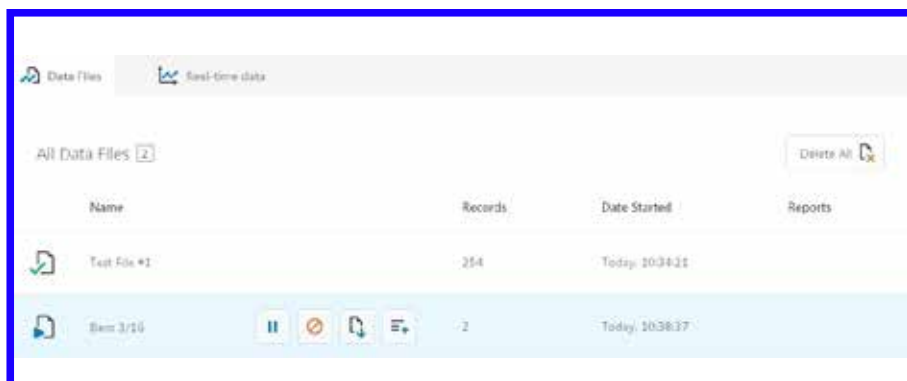 Data Files
Real-time data
All Data Files 2
Delete All
Name Records Date Started Reports
Test File #1 254 Today, 10:34:21
3/16 2 Today, 10:38:37